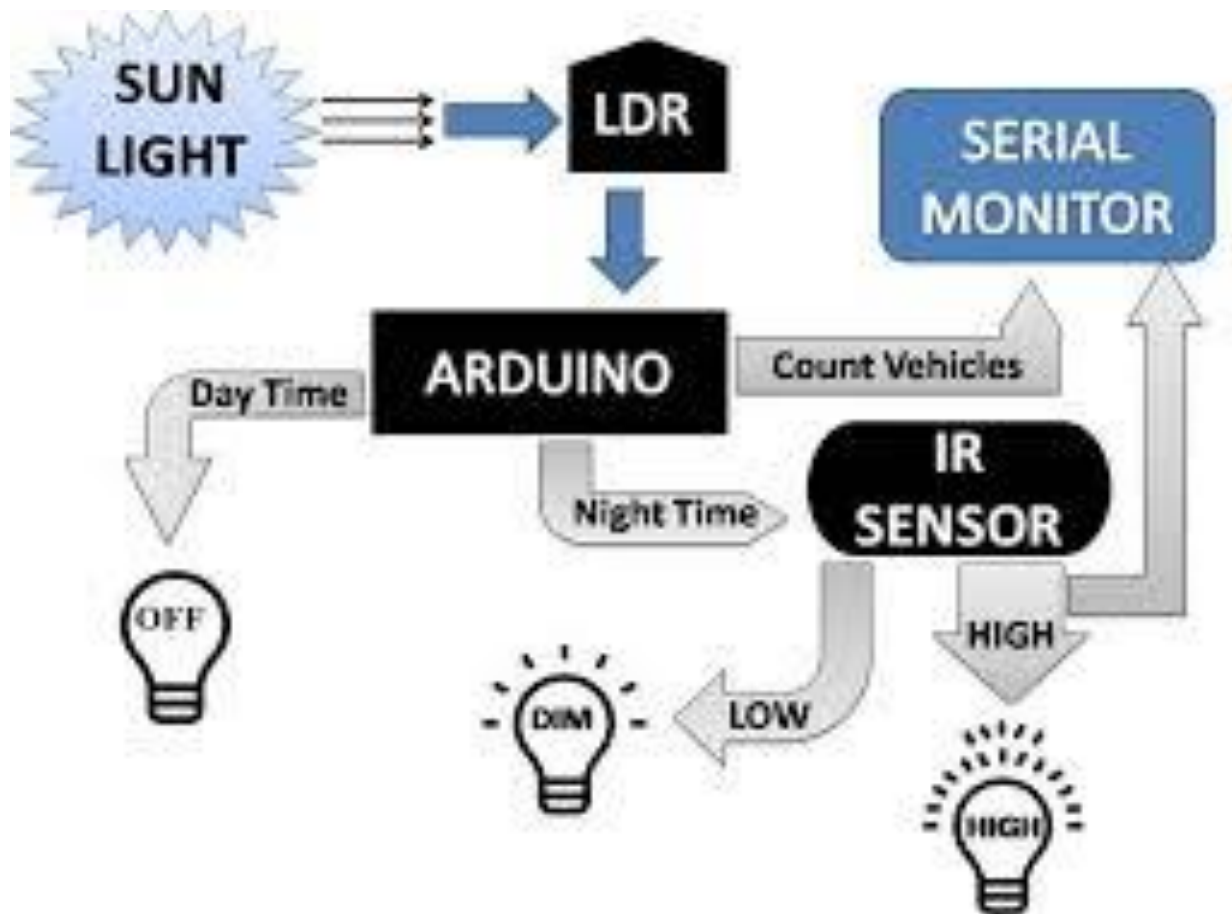 SUN
LIGHT
LDR
SERIAL
MONITOR
ARDUINO
Count Vehicles
Day Time
IR
SENSOR
Night Time
OFF
HIGH
LOW
DIM
HIGH